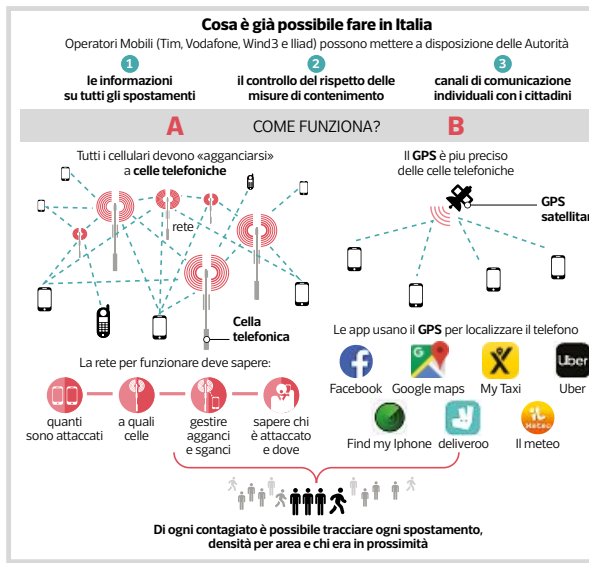 Cosa è già possibile fare in Italia
Operatori Mobili (Tim, Vodafone, Wind3 e Iliad) possono mettere a disposizione delle Autorità
1
le informazioni
su tutti gli spostamenti
2
il controllo del rispetto delle
misure di contenimento
3
canali di comunicazione
individuali con i cittadini
A
COME FUNZIONA?
B
Tutti i cellulari devono «agganciarsi»
a celle telefoniche
rete
Cella
telefonica
La rete per funzionare deve sapere:
quanti
sono attaccati
a quali
celle
gestire
agganci
e sganci
sapere chi
è attaccato
e dove
Il GPS è piu preciso
delle celle telefoniche
GPS
satellitar
Le app usano il GPS per localizzare il telefono
Facebook
Google maps
My Taxi
Uber
Uber
Find my Iphone
deliveroo
iL
METEO
Il meteo
Di ogni contagiato è possibile tracciare ogni spostamento,
densità per area e chi era in prossimità